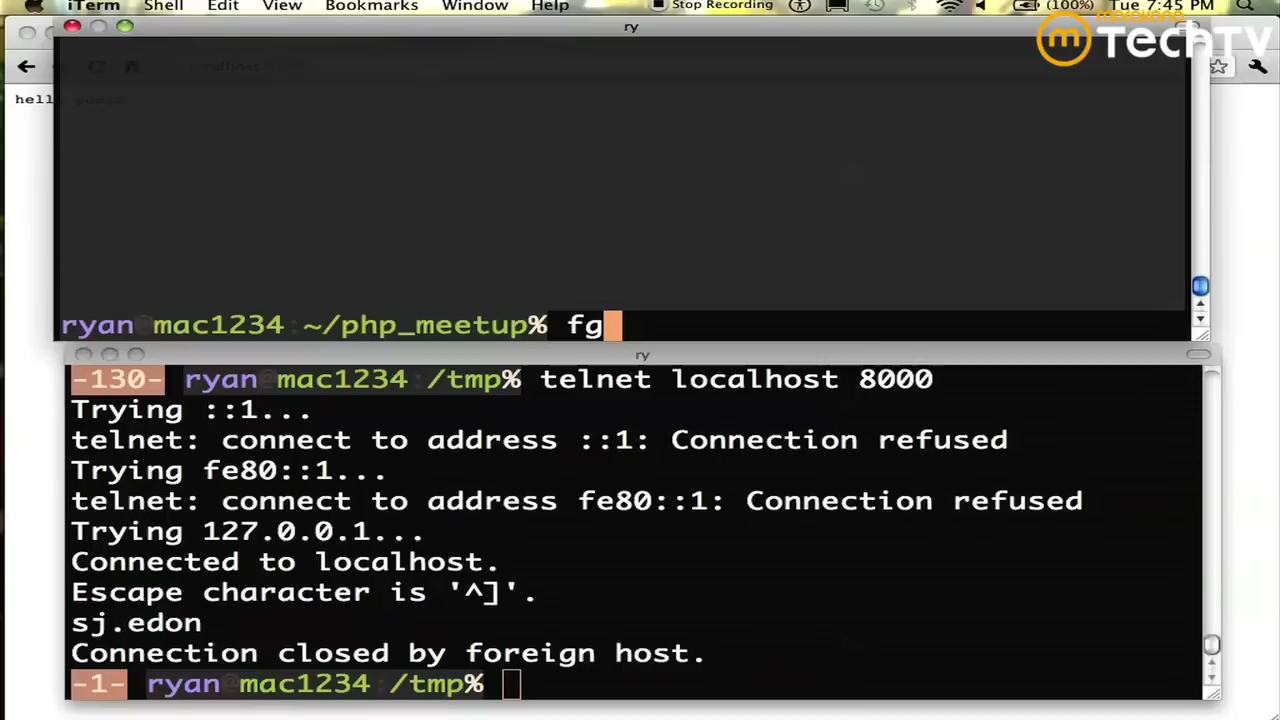 iTerm Shell Edit View Bookmarks Window Help Stop Recording (100%) Tue 7:45 PM
marakana
m TechTV
ry
ryan@mac1234:~/php_meetup% fg
ry
-130- ryan@mac1234:/tmp% telnet localhost 8000
Trying ::1...
telnet: connect to address ::1: Connection refused
Trying fe80::1...
telnet: connect to address fe80::1: Connection refused
Trying 127.0.0.1...
Connected to localhost.
Escape character is '^]'.
sj.edon
Connection closed by foreign host.
-1- ryan@mac1234:/tmp%